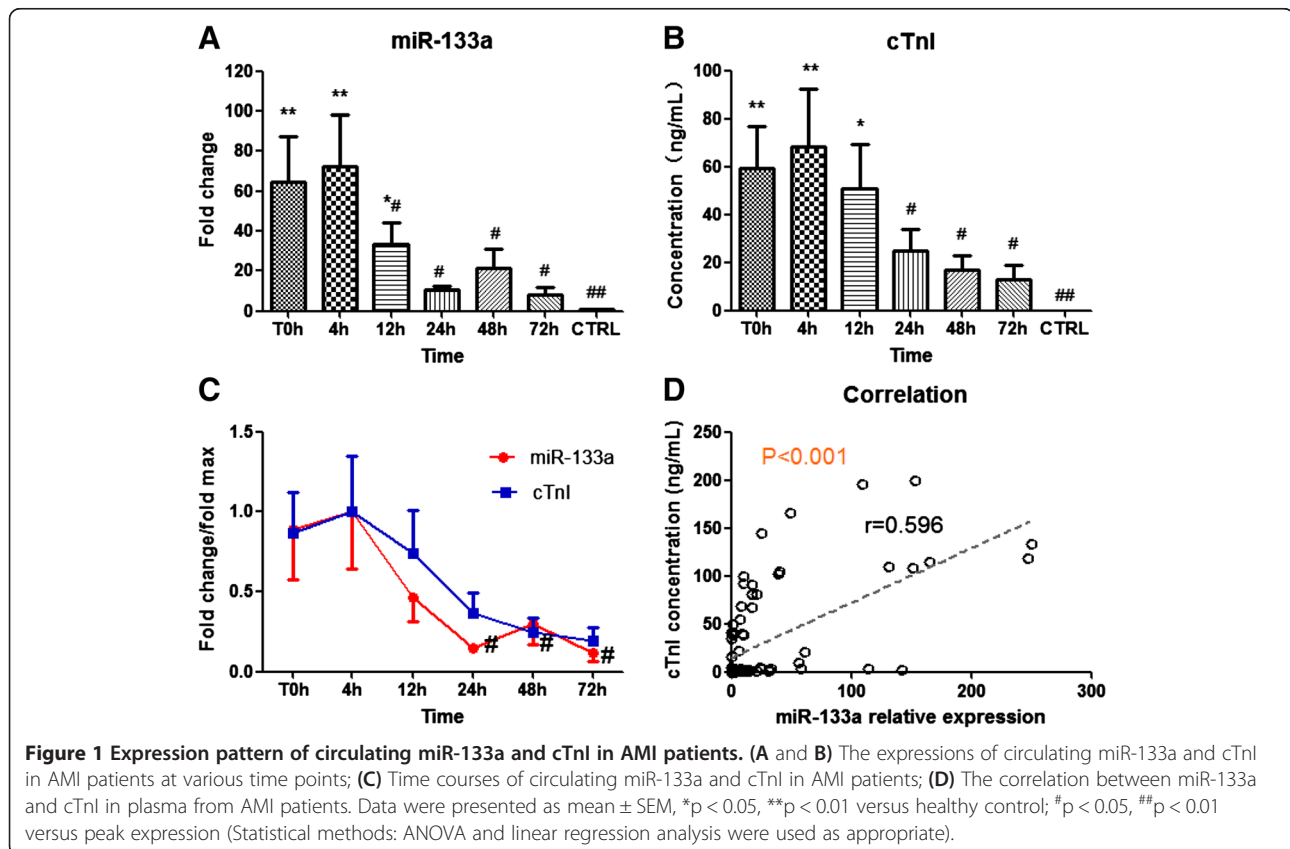 A
miR-133a
Fold change
120
100
80
60
40
20
0
**
**
*#
#
#
#
##
T0h 4h 12h 24h 48h 72h CTRL
Time
B
cTnI
Concentration (ng/mL)
100
80
60
40
20
0
**
**
*
#
#
#
##
T0h 4h 12h 24h 48h 72h CTRL
Time
C
Fold change/fold max
1.5
1.0
0.5
0.0
miR-133a
cTnI
#
#
#
T0h 4h 12h 24h 48h 72h
Time
D
Correlation
cTnI concentration (ng/mL)
250
200
150
100
50
0
P<0.001
r=0.596
0 100 200 300
miR-133a relative expression
Figure 1 Expression pattern of circulating miR-133a and cTnI in AMI patients. (A and B) The expressions of circulating miR-133a and cTnI
in AMI patients at various time points; (C) Time courses of circulating miR-133a and cTnI in AMI patients; (D) The correlation between miR-133a
and cTnI in plasma from AMI patients. Data were presented as mean ± SEM, *p < 0.05, **p < 0.01 versus healthy control; #p < 0.05, ##p < 0.01
versus peak expression (Statistical methods: ANOVA and linear regression analysis were used as appropriate).